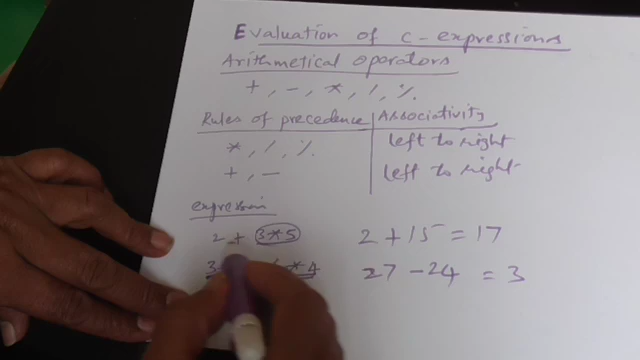 Evaluation of C-expressions
Arithmetical operators
+, -, *, /, %.
Rules of precedence Associativity
*, /, % left to right
+, - left to right
expression
2 + 3*5 2 + 15 = 17
3 *4 27 - 24 = 3